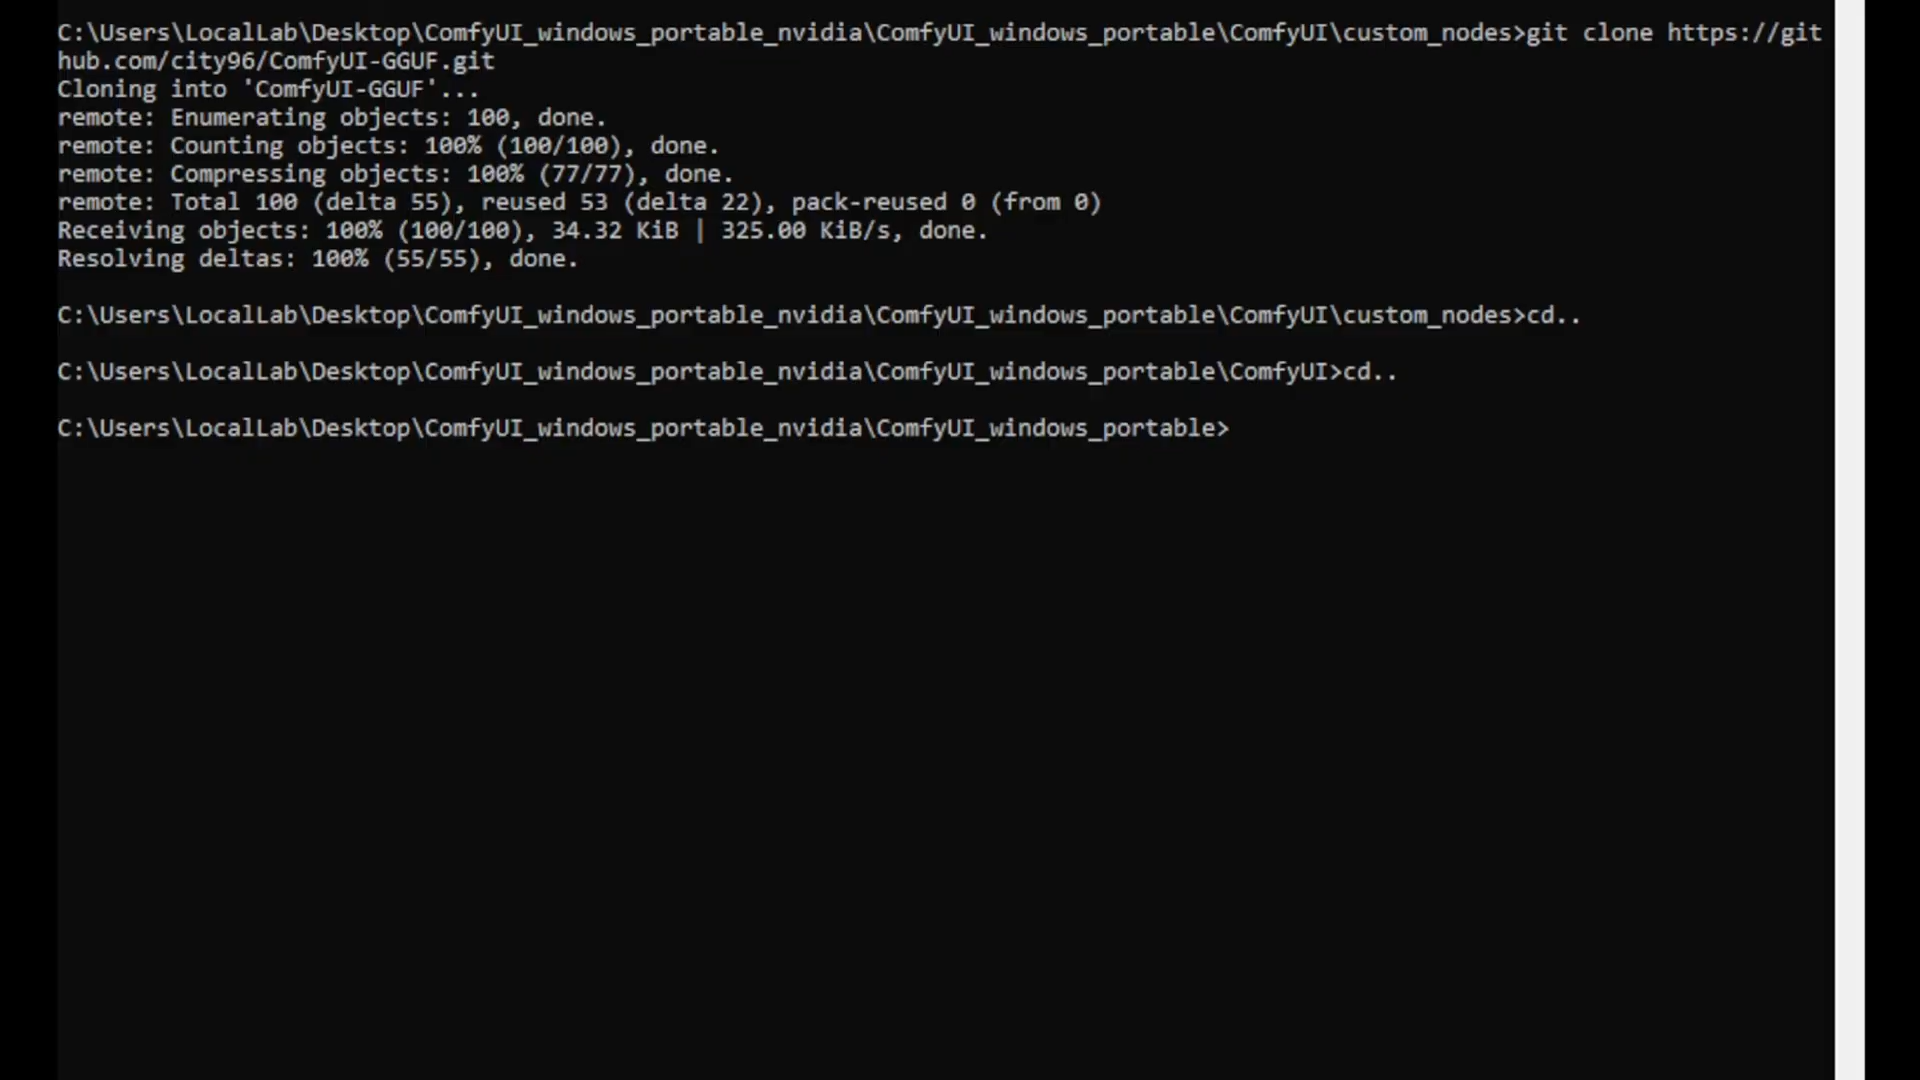 C:\Users\LocalLab\Desktop\ComfyUI_windows_portable_nvidia\ComfyUI_windows_portable\ComfyUI\custom_nodes>git clone https://git
hub.com/city96/ComfyUI-GGUF.git
Cloning into 'ComfyUI-GGUF'...
remote: Enumerating objects: 100, done.
remote: Counting objects: 100% (100/100), done.
remote: Compressing objects: 100% (77/77), done.
remote: Total 100 (delta 55), reused 53 (delta 22), pack-reused 0 (from 0)
Receiving objects: 100% (100/100), 34.32 KiB | 325.00 KiB/s, done.
Resolving deltas: 100% (55/55), done.
C:\Users\LocalLab\Desktop\ComfyUI_windows_portable_nvidia\ComfyUI_windows_portable\ComfyUI\custom_nodes>cd..
C:\Users\LocalLab\Desktop\ComfyUI_windows_portable_nvidia\ComfyUI_windows_portable\ComfyUI>cd..
C:\Users\LocalLab\Desktop\ComfyUI_windows_portable_nvidia\ComfyUI_windows_portable>